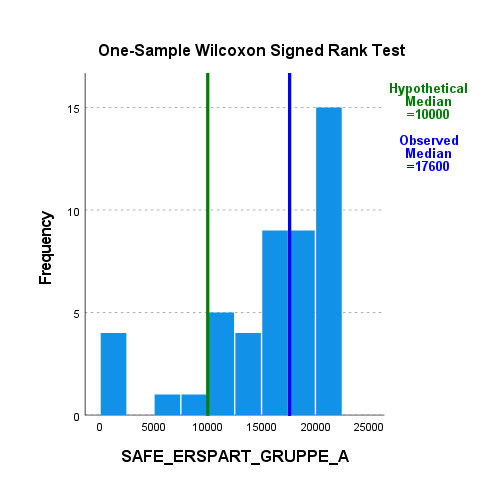 One-Sample Wilcoxon Signed Rank Test
Hypothetical
Median
=10000
Observed
Median
=17600
Frequency
15
10
5
0
0 5000 10000 15000 20000 25000
SAFE_ERSPART_GRUPPE_A